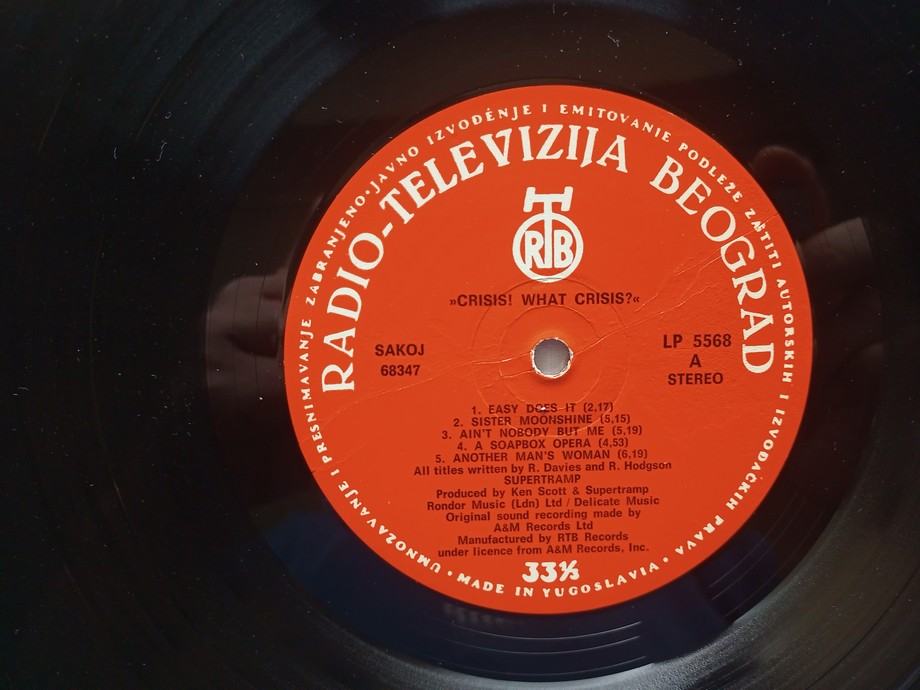 UMNOŽAVANJE I PRESNIMAVANJE ZABRANJENO • JAVNO IZVOĐENJE I EMITOVANJE PODLEŽE ZAŠTITI AUTORSKIH I IZVOĐAČKIH PRAVA •
RADIO-TELEVIZIJA BEOGRAD
RTB
»CRISIS! WHAT CRISIS?«
SAKOJ
68347
LP 5568
A
STEREO
1. EASY DOES IT (2,17)
2. SISTER MOONSHINE (5,15)
3. AIN'T NOBODY BUT ME (5,19)
4. A SOAPBOX OPERA (4,53)
5. ANOTHER MAN'S WOMAN (6,19)
All titles written by R. Davies and R. Hodgson
SUPERTRAMP
Produced by Ken Scott & Supertramp
Rondor Music (Ldn) Ltd / Delicate Music
Original sound recording made by
A&M Records Ltd
Manufactured by RTB Records
under licence from A&M Records, Inc.
33⅓
• MADE IN YUGOSLAVIA •